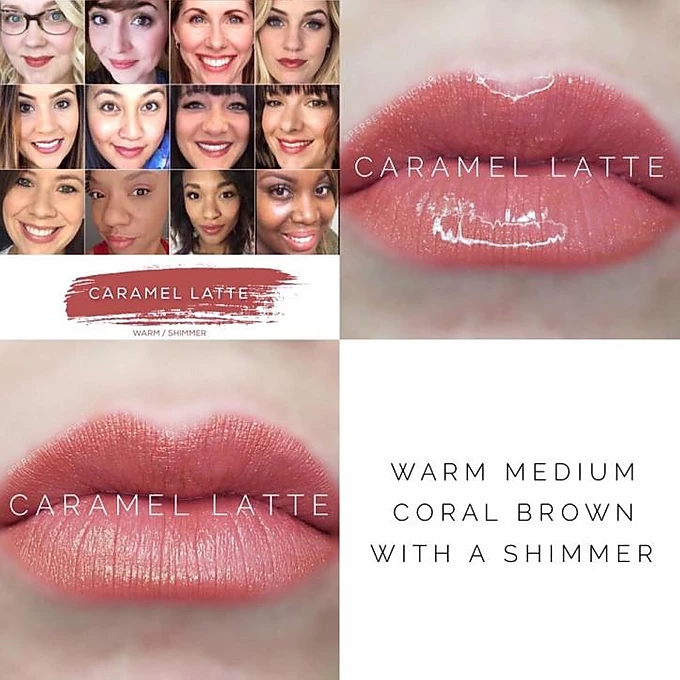 CARAMEL LATTE
WARM / SHIMMER
CARAMEL LATTE
CARAMEL LATTE
WARM MEDIUM
CORAL BROWN
WITH A SHIMMER